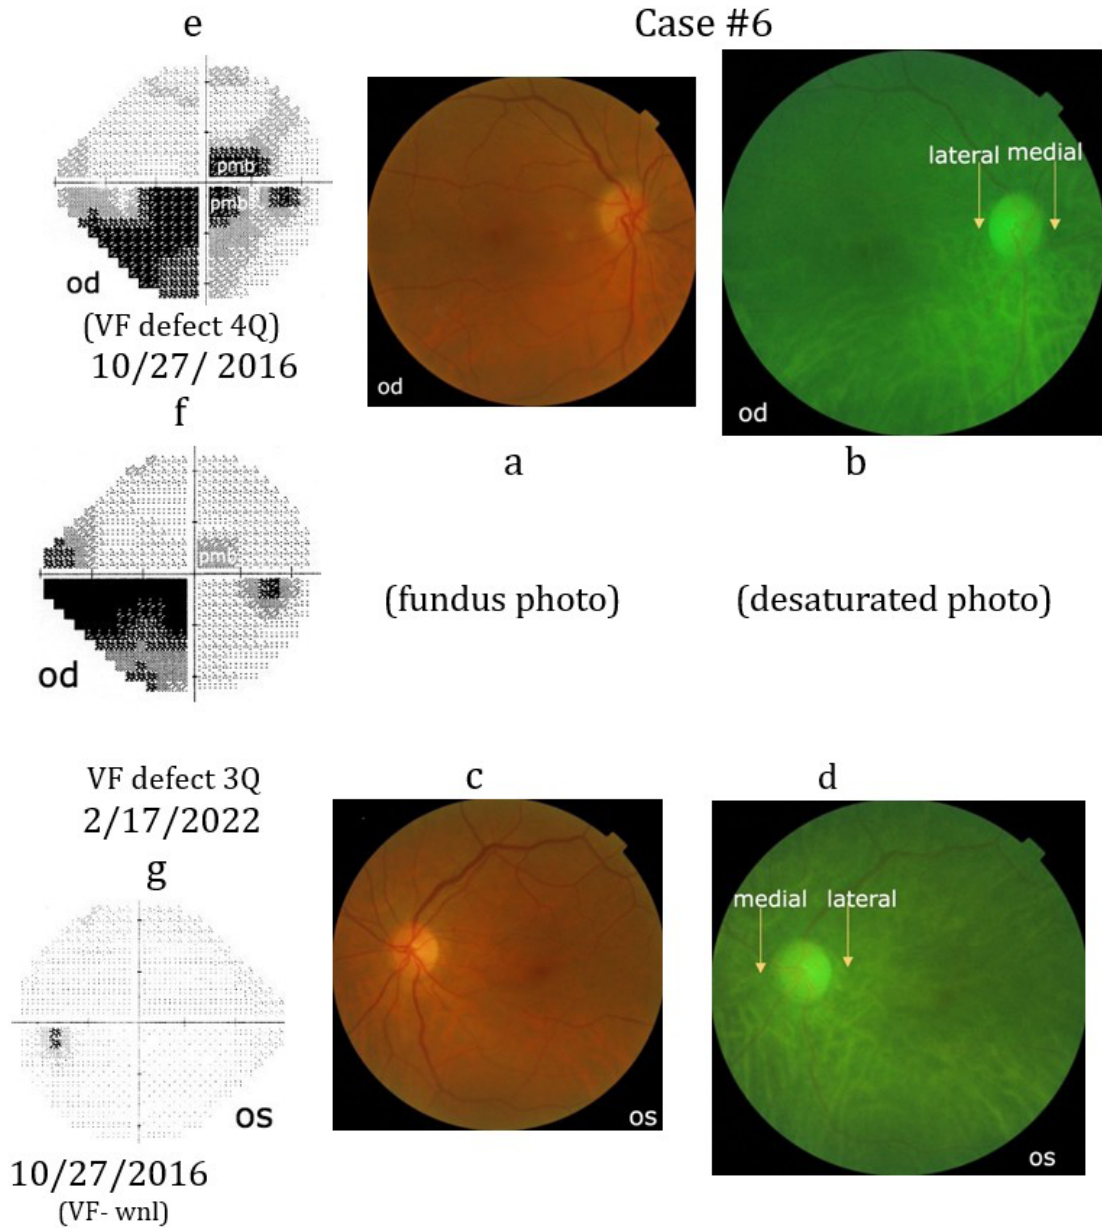 e
Case #6
pmb
pmb
od
(VF defect 4Q)
10/27/ 2016
od
lateral medial
od
a
b
f
pmb
od
(fundus photo)
(desaturated photo)
VF defect 3Q
2/17/2022
c
d
g
os
10/27/2016
(VF- wnl)
os
medial lateral
os